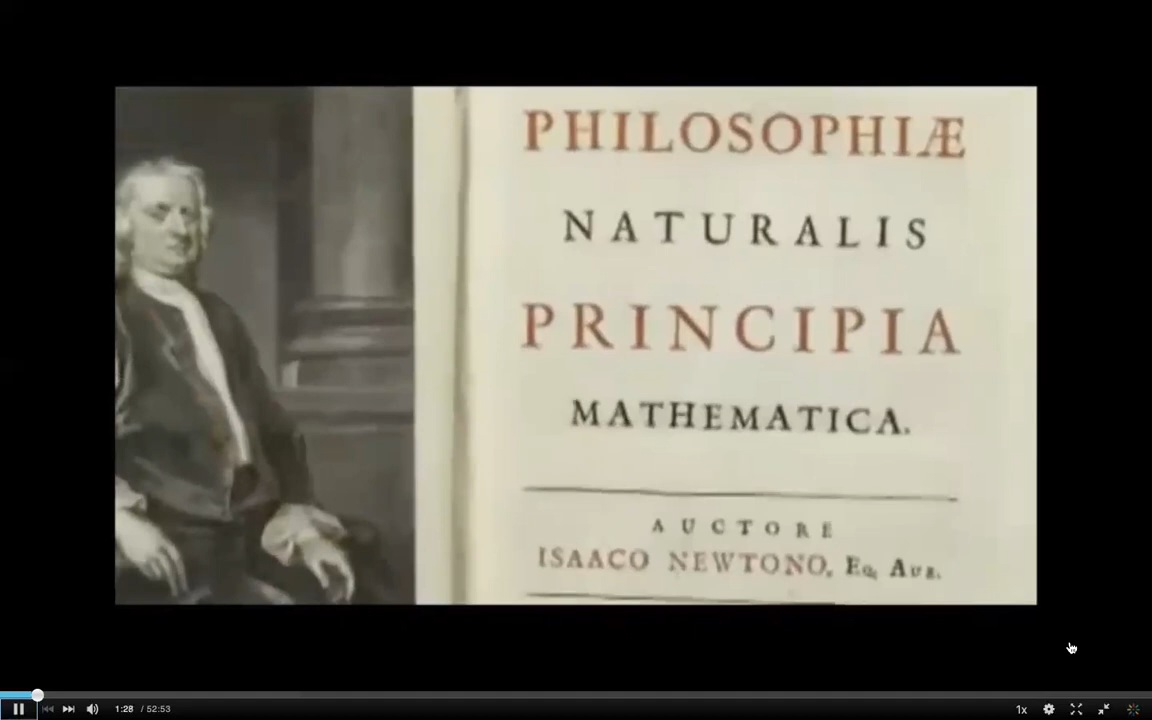 PHILOSOPHIÆ
NATURALIS
PRINCIPIA
MATHEMATICA.
AUCTORE
ISAACO NEWTONO, Eq. Aur.
1:28 / 52:53
1x